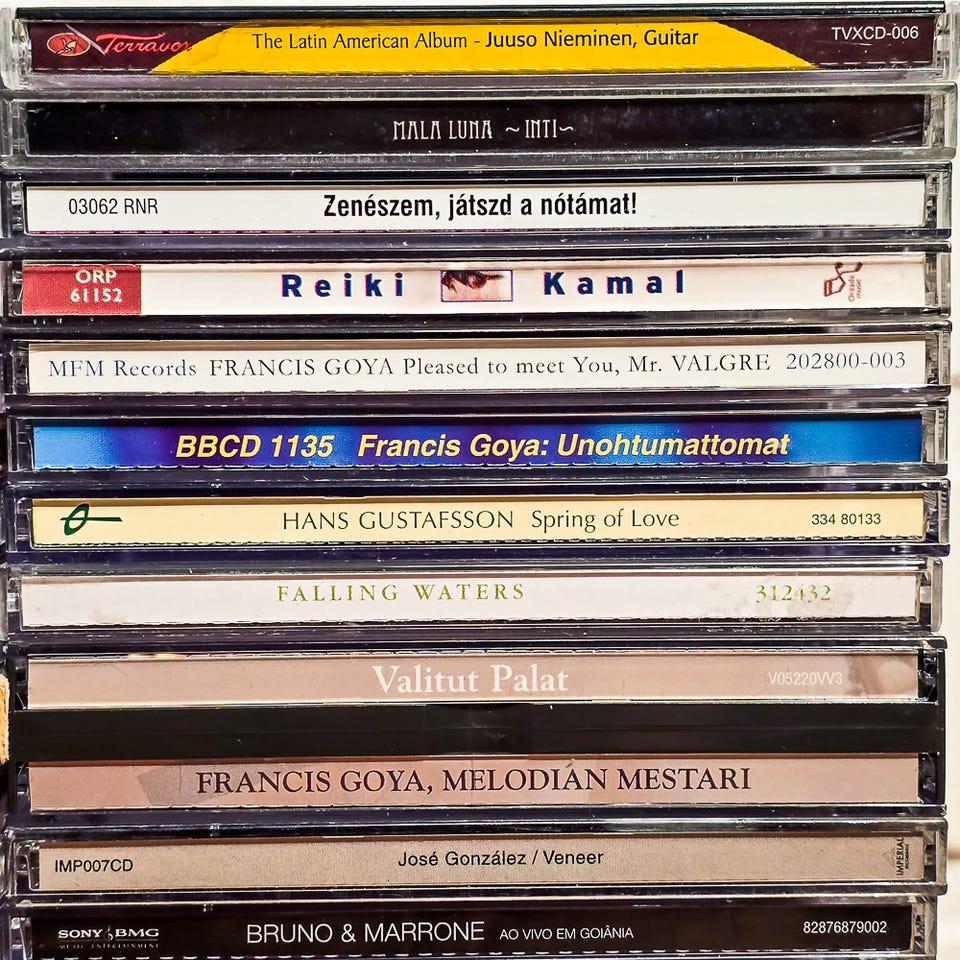 Terravox The Latin American Album - Juuso Nieminen, Guitar TVXCD-006
MALA LUNA ~INTI~
03062 RNR Zenészem, játszd a nótámat!
ORP
61152
Reiki Kamal
MFM Records FRANCIS GOYA Pleased to meet You, Mr. VALGRE 202800-003
BBCD 1135 Francis Goya: Unohtumattomat
HANS GUSTAFSSON Spring of Love 334 80133
FALLING WATERS 312432
Valitut Palat V05220VV3
FRANCIS GOYA, MELODIAN MESTARI
IMP007CD José González / Veneer IMPERIAL
SONY BMG
MUSIC ENTERTAINMENT
BRUNO & MARRONE AO VIVO EM GOIÂNIA 82876879002